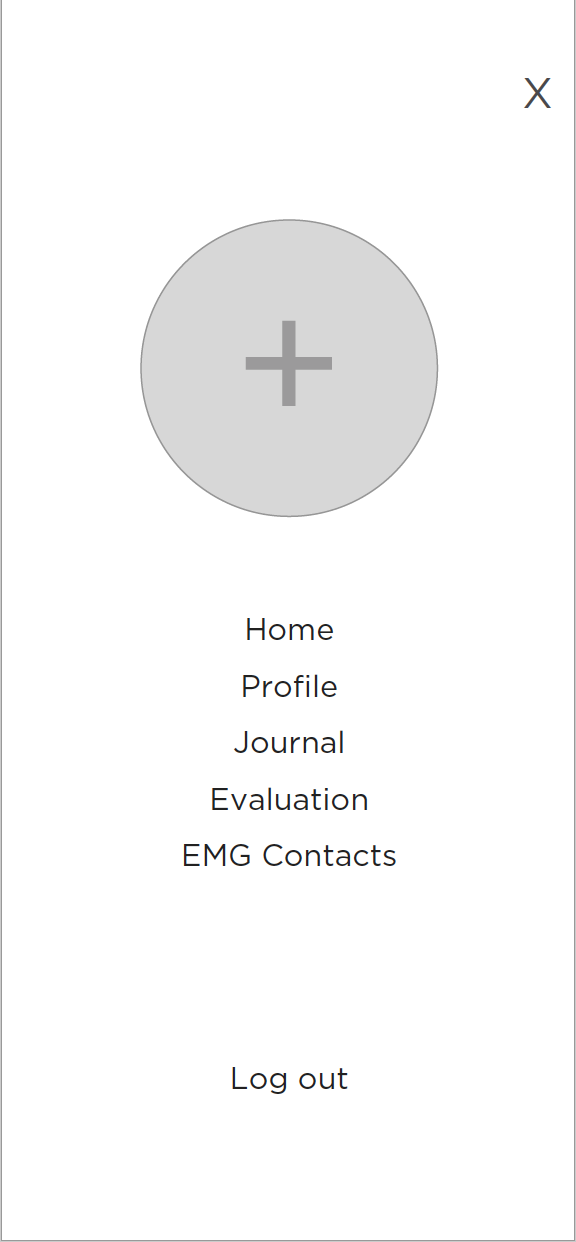 X
Home
Profile
Journal
Evaluation
EMG Contacts
Log out